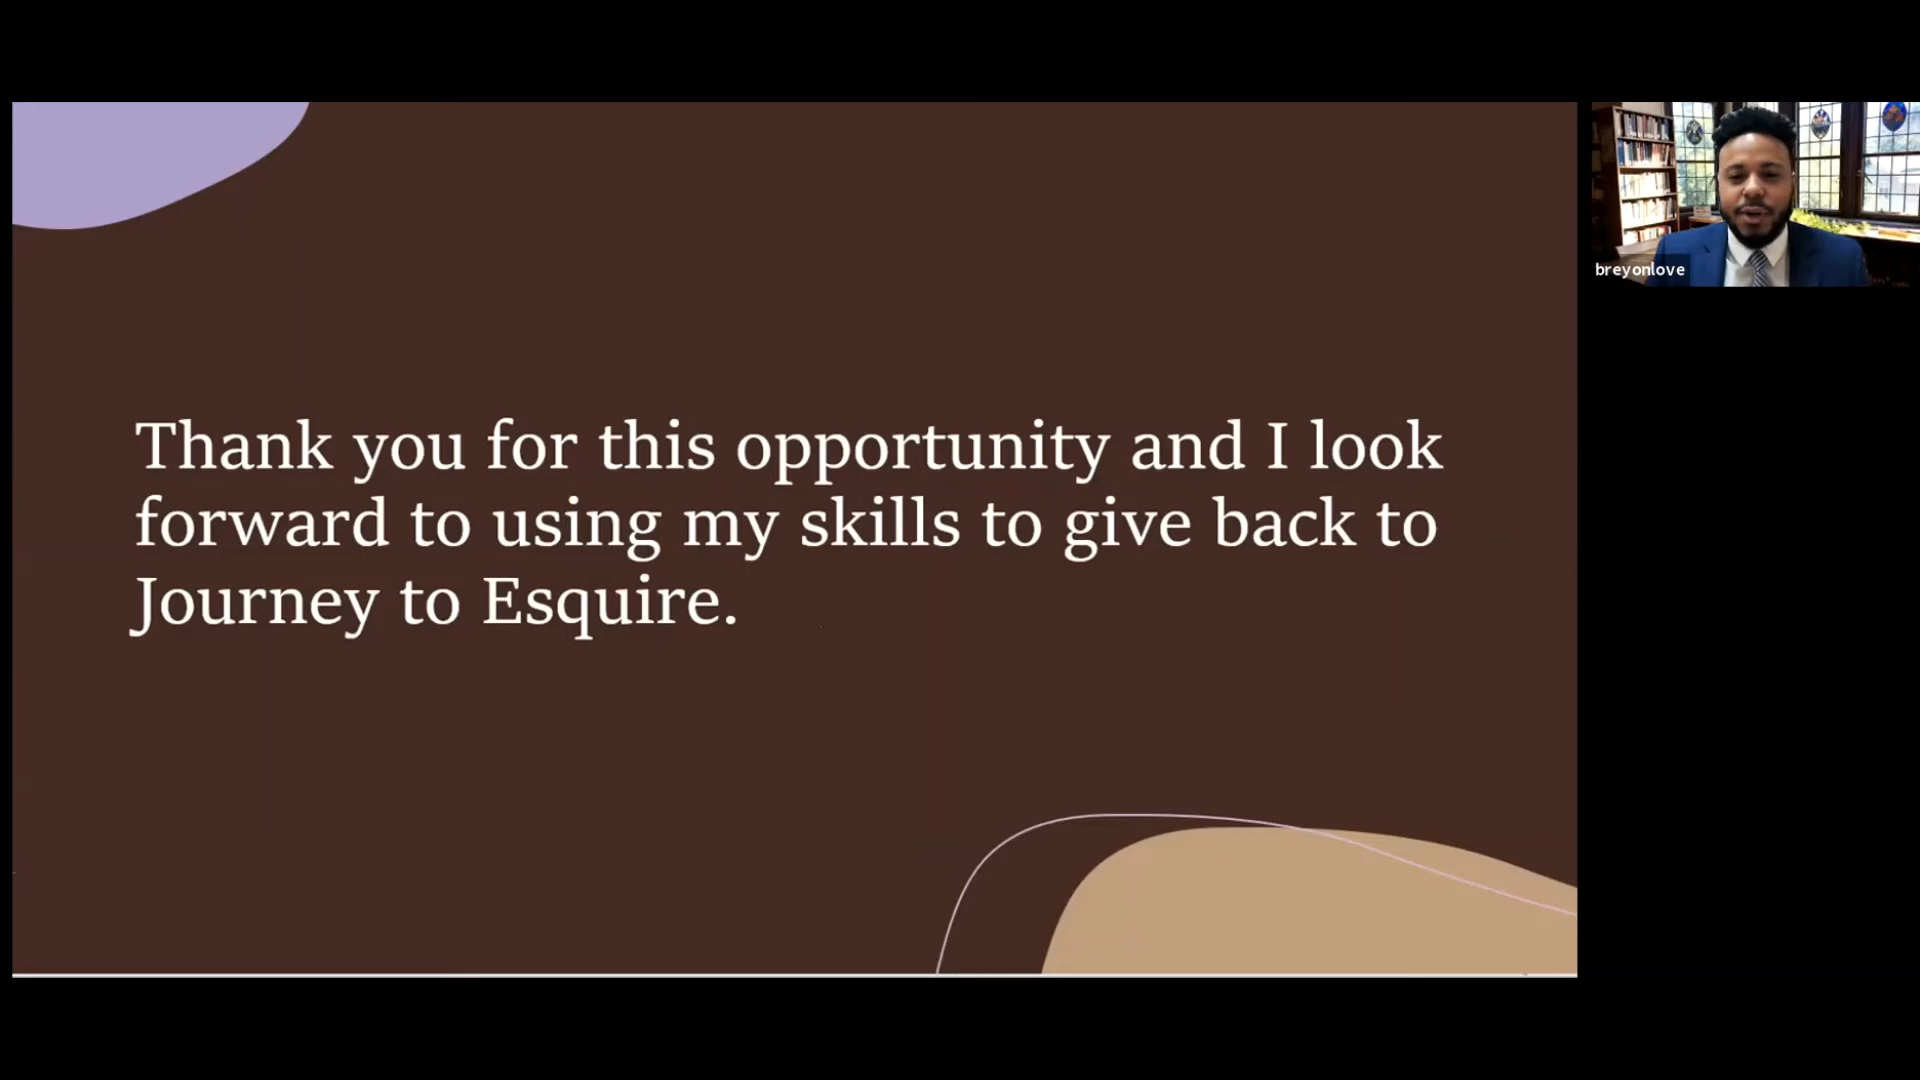 Thank you for this opportunity and I look
forward to using my skills to give back to
Journey to Esquire.
breyonlove